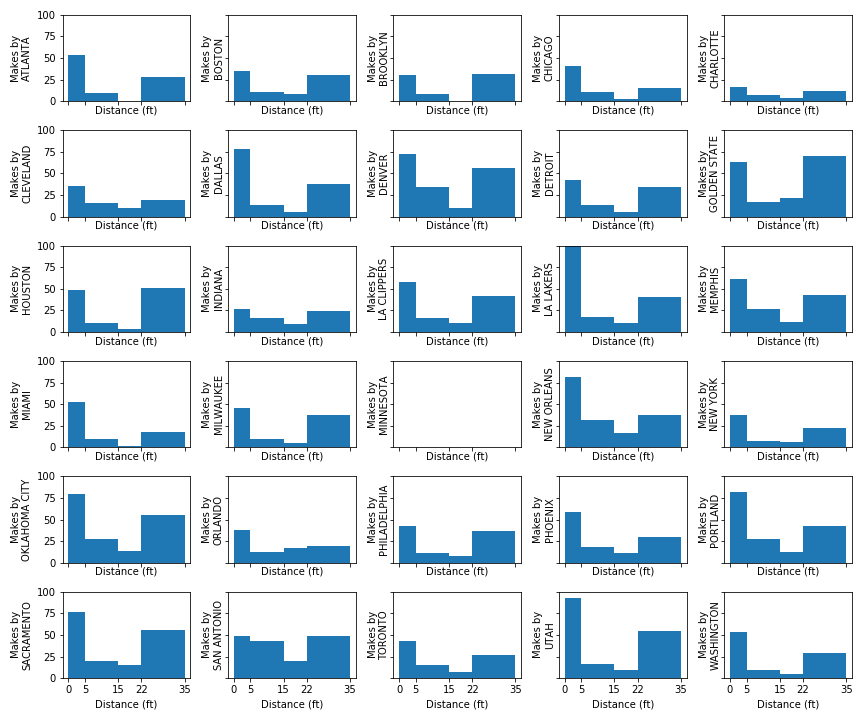 100
75
50
25
0
Makes by
ATLANTA
Distance (ft)
Makes by
BOSTON
Distance (ft)
Makes by
BROOKLYN
Distance (ft)
Makes by
CHICAGO
Distance (ft)
Makes by
CHARLOTTE
Distance (ft)
100
75
50
25
0
Makes by
CLEVELAND
Distance (ft)
Makes by
DALLAS
Distance (ft)
Makes by
DENVER
Distance (ft)
Makes by
DETROIT
Distance (ft)
Makes by
GOLDEN STATE
Distance (ft)
100
75
50
25
0
Makes by
HOUSTON
Distance (ft)
Makes by
INDIANA
Distance (ft)
Makes by
LA CLIPPERS
Distance (ft)
Makes by
LA LAKERS
Distance (ft)
Makes by
MEMPHIS
Distance (ft)
100
75
50
25
0
Makes by
MIAMI
Distance (ft)
Makes by
MILWAUKEE
Distance (ft)
Makes by
MINNESOTA
Distance (ft)
Makes by
NEW ORLEANS
Distance (ft)
Makes by
NEW YORK
Distance (ft)
100
75
50
25
0
Makes by
OKLAHOMA CITY
Distance (ft)
Makes by
ORLANDO
Distance (ft)
Makes by
PHILADELPHIA
Distance (ft)
Makes by
PHOENIX
Distance (ft)
Makes by
PORTLAND
Distance (ft)
100
75
50
25
0
Makes by
SACRAMENTO
0 5 15 22 35
Distance (ft)
Makes by
SAN ANTONIO
0 5 15 22 35
Distance (ft)
Makes by
TORONTO
0 5 15 22 35
Distance (ft)
Makes by
UTAH
0 5 15 22 35
Distance (ft)
Makes by
WASHINGTON
0 5 15 22 35
Distance (ft)